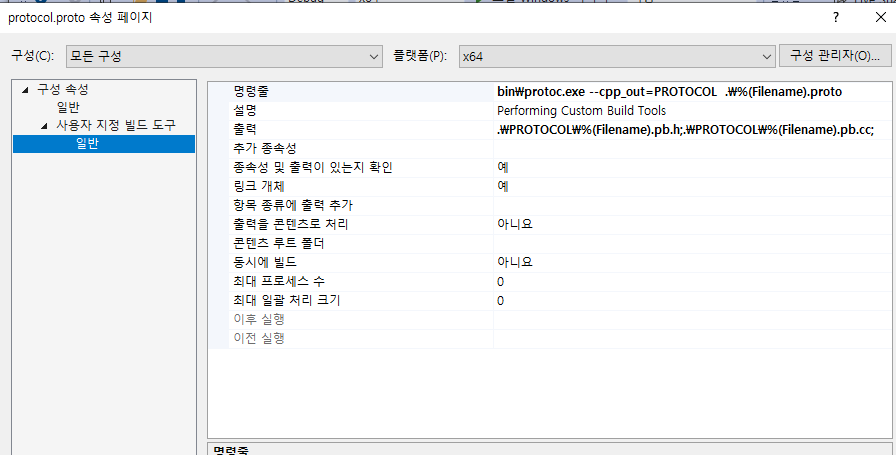 protocol.proto 속성 페이지
? ×
구성(C): 모든 구성 플랫폼(P): x64 구성 관리자(O)...
구성 속성
일반
사용자 지정 빌드 도구
일반
명령줄 bin₩protoc.exe --cpp_out=PROTOCOL .₩%(Filename).proto
설명 Performing Custom Build Tools
출력 .₩PROTOCOL₩%(Filename).pb.h;.₩PROTOCOL₩%(Filename).pb.cc;
추가 종속성
종속성 및 출력이 있는지 확인 예
링크 개체 예
항목 종류에 출력 추가
출력을 콘텐츠로 처리 아니요
콘텐츠 루트 폴더
동시에 빌드 아니요
최대 프로세스 수 0
최대 일괄 처리 크기 0
이후 실행
이전 실행
명령줄